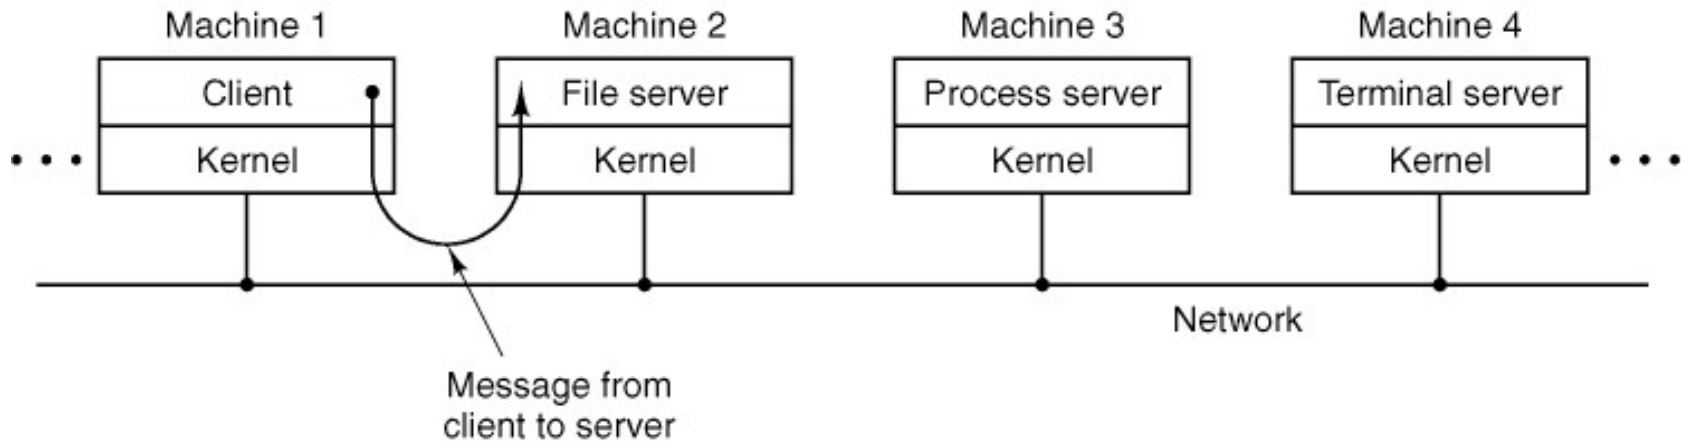 Machine 1
Machine 2
Machine 3
Machine 4
Client
File server
Process server
Terminal server
Kernel
Kernel
Kernel
Kernel
Network
Message from
client to server